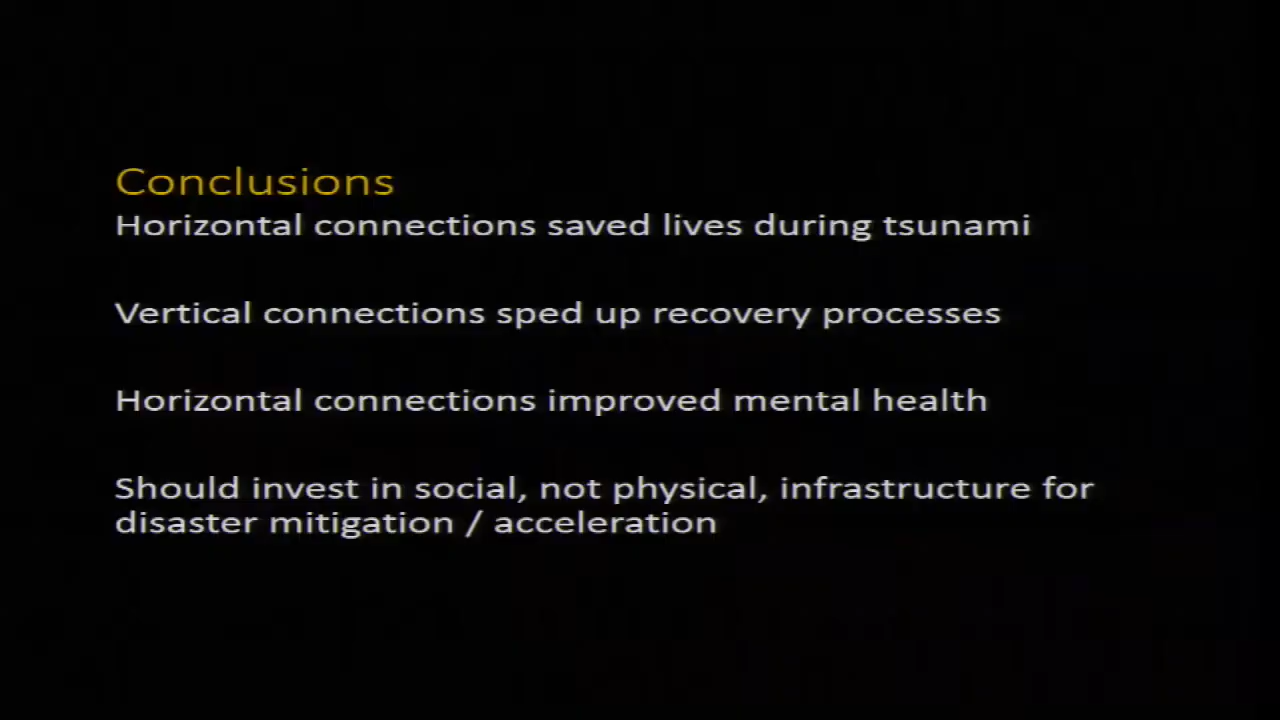 Conclusions
Horizontal connections saved lives during tsunami
Vertical connections sped up recovery processes
Horizontal connections improved mental health
Should invest in social, not physical, infrastructure for
disaster mitigation / acceleration